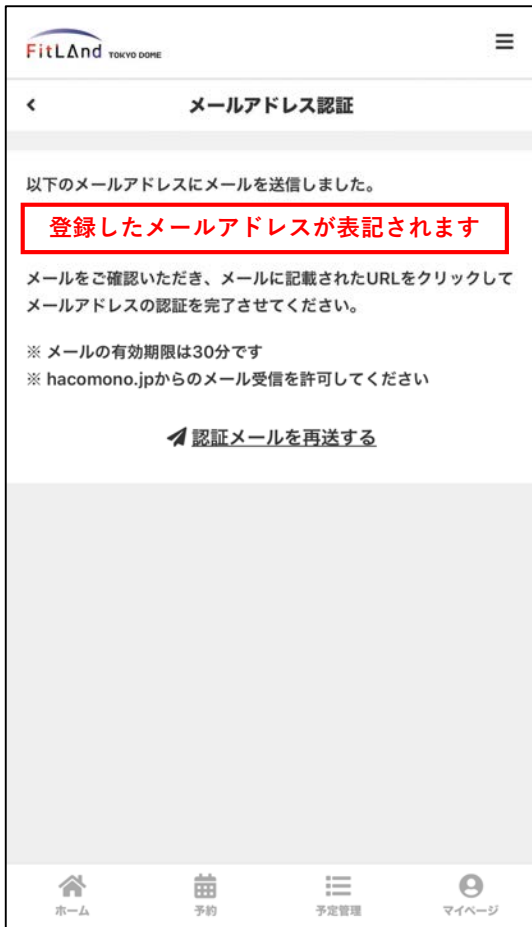 FitLAnd TOKYO DOME
メールアドレス認証
以下のメールアドレスにメールを送信しました。
登録したメールアドレスが表記されます
メールをご確認いただき、メールに記載されたURLをクリックして
メールアドレスの認証を完了させてください。
※ メールの有効期限は30分です
※ hacomono.jpからのメール受信を許可してください
認証メールを再送する
ホーム 予約 予定管理 マイページ